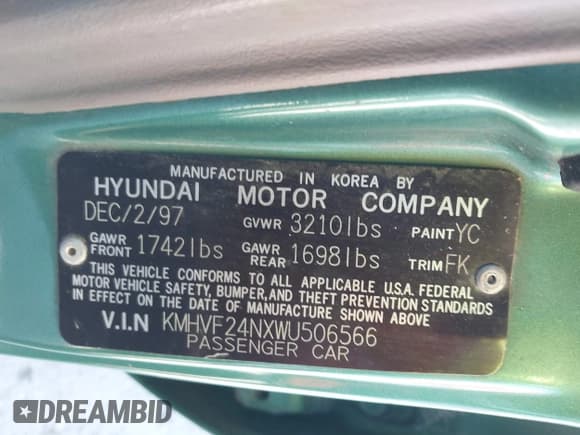 MANUFACTURED IN KOREA BY
HYUNDAI MOTOR COMPANY
DEC/2/97 GVWR 3210lbs PAINT YC
GAWR FRONT 1742lbs GAWR REAR 1698lbs TRIM FK
THIS VEHICLE CONFORMS TO ALL APPLICABLE U.S.A. FEDERAL
MOTOR VEHICLE SAFETY, BUMPER, AND THEFT PREVENTION STANDARDS
IN EFFECT ON THE DATE OF MANUFACTURE SHOWN ABOVE
V.I.N KMHVF24NXWU506566
PASSENGER CAR
DREAMBID